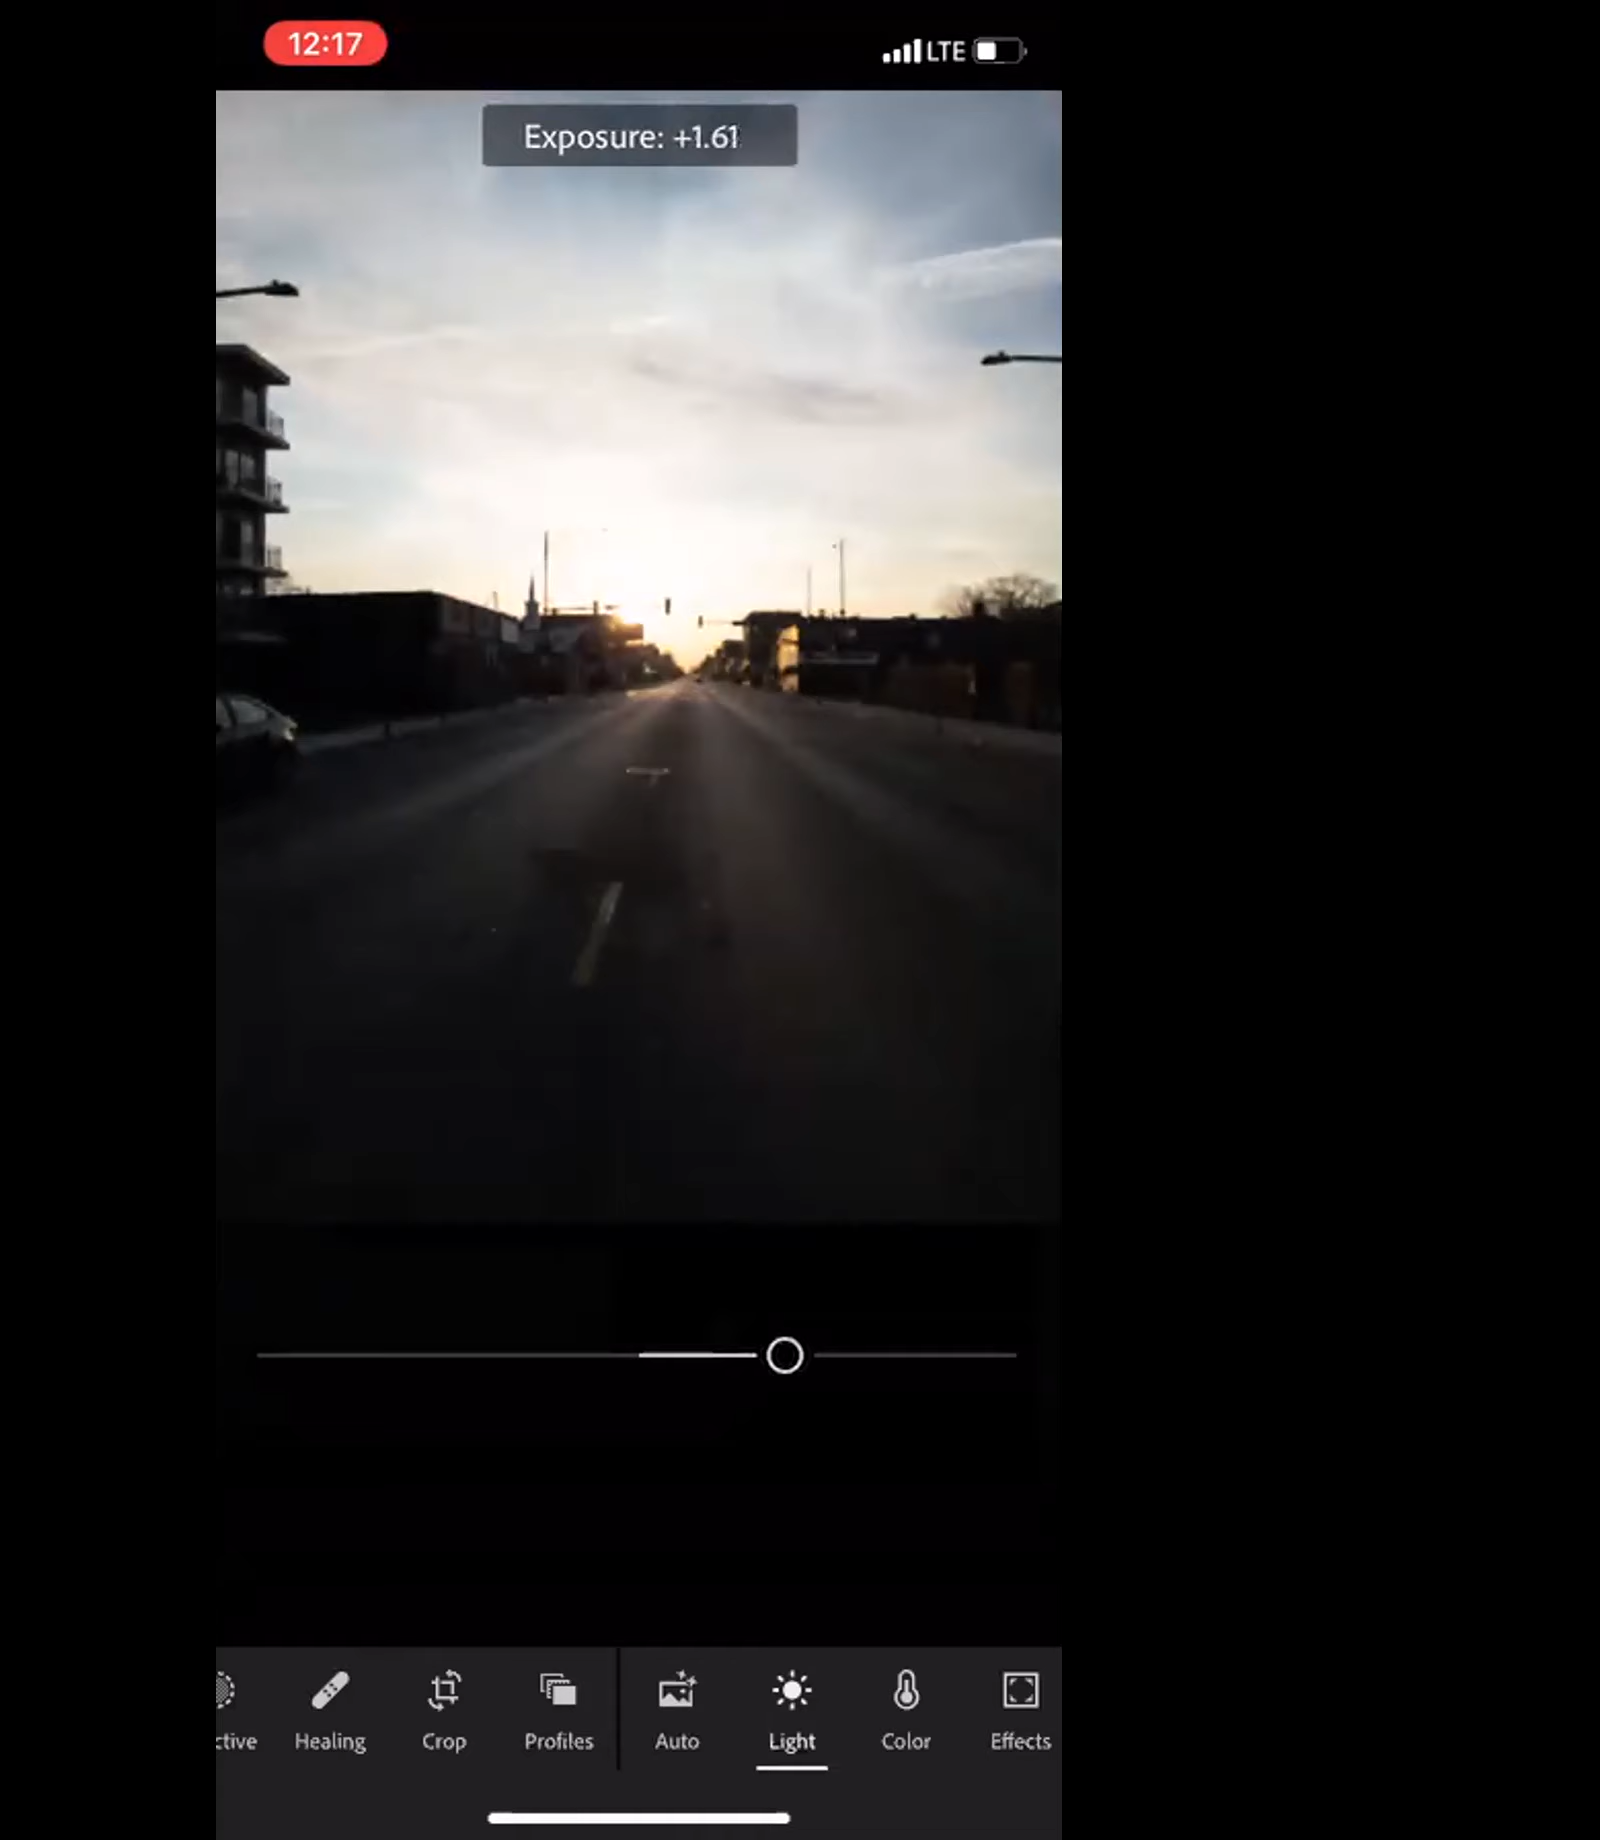 12:17
LTE
Exposure: +1.61
ctive Healing Crop Profiles Auto Light Color Effects